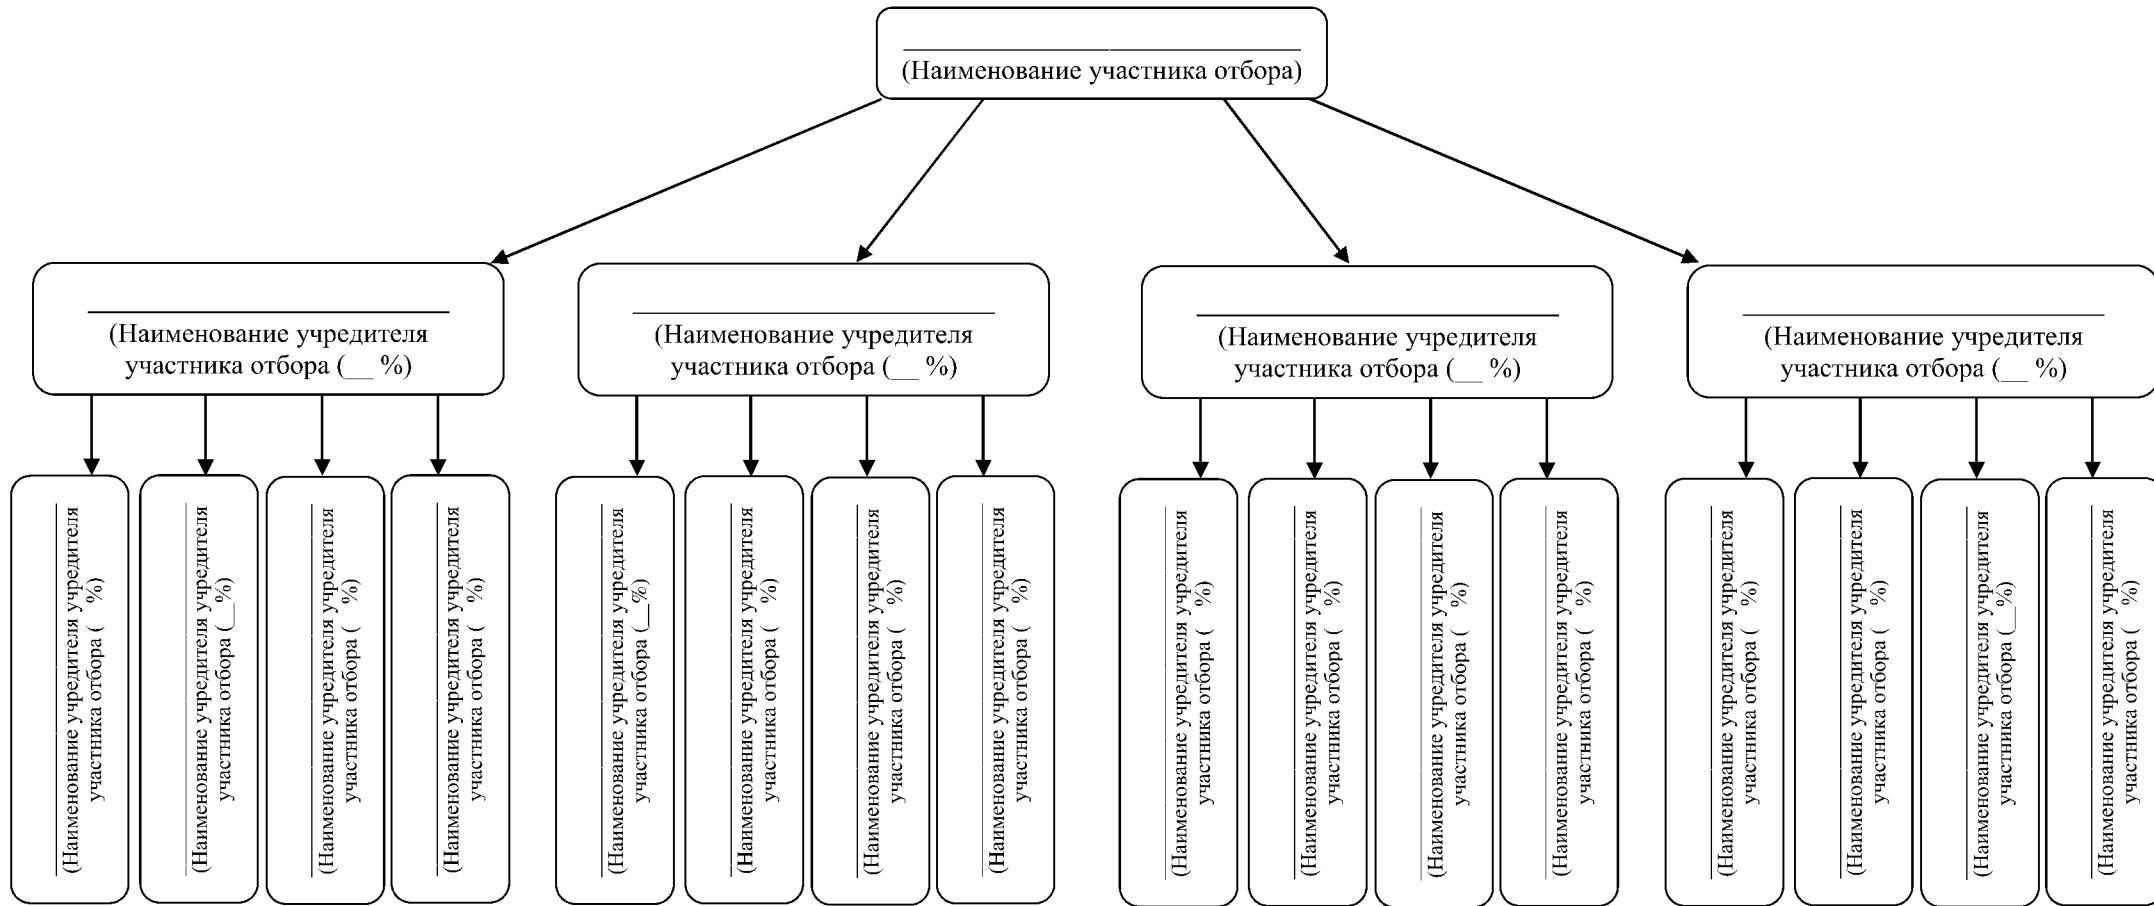 (Наименование участника отбора)
(Наименование учредителя
участника отбора (__ %)
(Наименование учредителя
участника отбора (__ %)
(Наименование учредителя
участника отбора (__ %)
(Наименование учредителя
участника отбора (__ %)
(Наименование учредителя учредителя
участника отбора (   %)
(Наименование учредителя учредителя
участника отбора (__%)
(Наименование учредителя учредителя
участника отбора (   %)
(Наименование учредителя учредителя
участника отбора (   %)
(Наименование учредителя учредителя
участника отбора (__%)
(Наименование учредителя учредителя
участника отбора (   %)
(Наименование учредителя учредителя
участника отбора (   %)
(Наименование учредителя учредителя
участника отбора (   %)
(Наименование учредителя учредителя
участника отбора (   %)
(Наименование учредителя учредителя
участника отбора (   %)
(Наименование учредителя учредителя
участника отбора (   %)
(Наименование учредителя учредителя
участника отбора (   %)
(Наименование учредителя учредителя
участника отбора (   %)
(Наименование учредителя учредителя
участника отбора (   %)
(Наименование учредителя учредителя
участника отбора (__%)
(Наименование учредителя учредителя
участника отбора (   %)